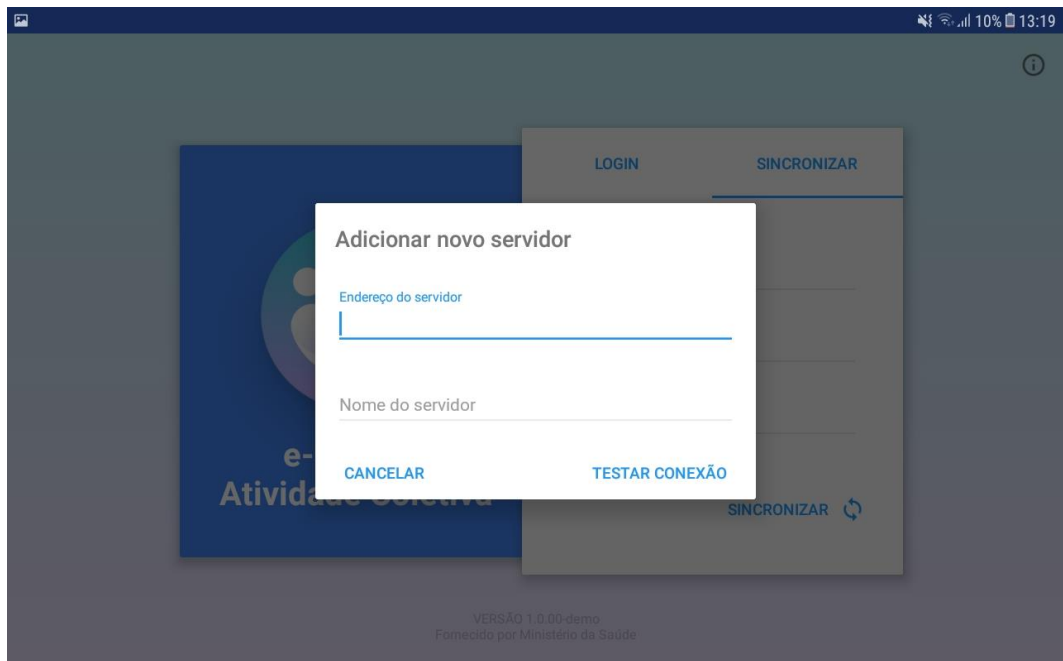 10% 13:19
LOGIN SINCRONIZAR
Adicionar novo servidor
Endereço do servidor
Nome do servidor
CANCELAR TESTAR CONEXÃO
e-
Ativida
SINCRONIZAR
VERSÃO 1.0.00-demo
Fornecido por Ministério da Saúde